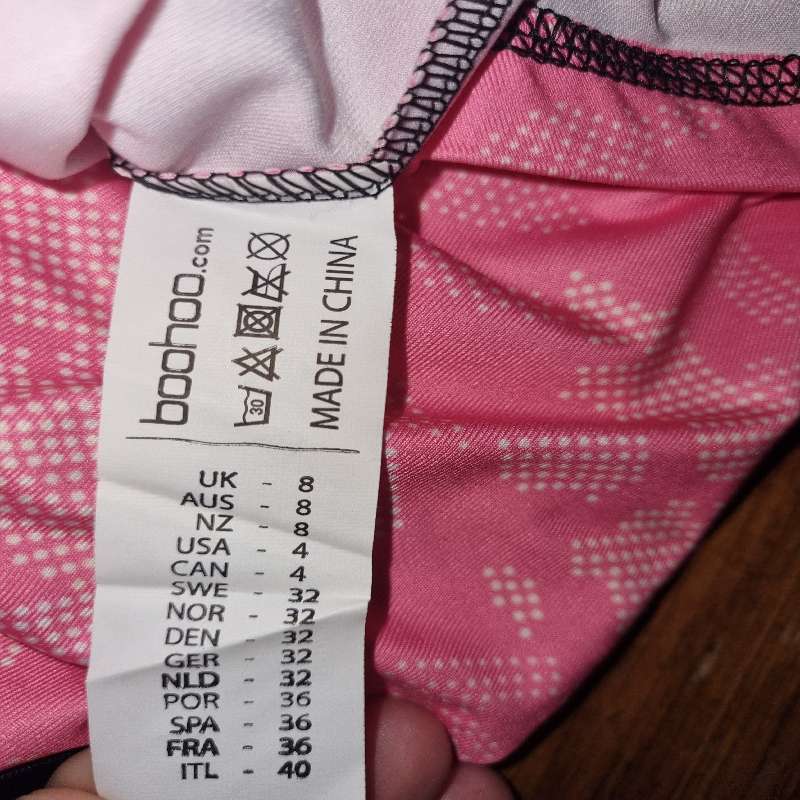 boohoo.com
30
MADE IN CHINA
UK - 8
AUS - 8
NZ - 8
USA - 4
CAN - 4
SWE - 32
NOR - 32
DEN - 32
GER - 32
NLD - 32
POR - 36
SPA - 36
FRA - 36
ITL - 40